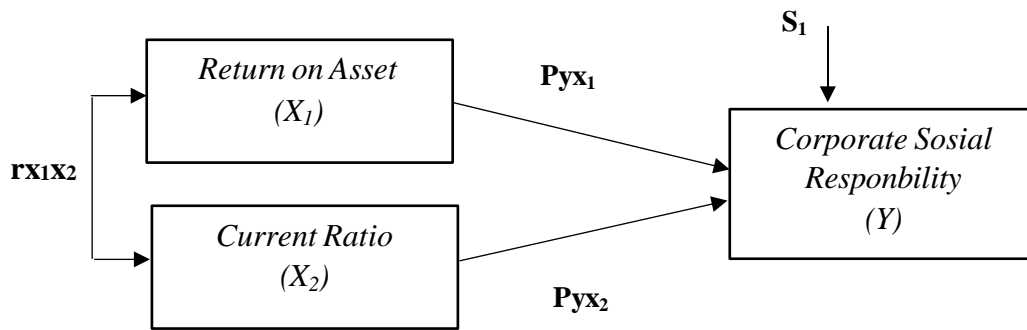 S₁
Return on Asset
(X₁)
Pyx₁
Corporate Sosial
Responbility
(Y)
rx₁x₂
Current Ratio
(X₂)
Pyx₂